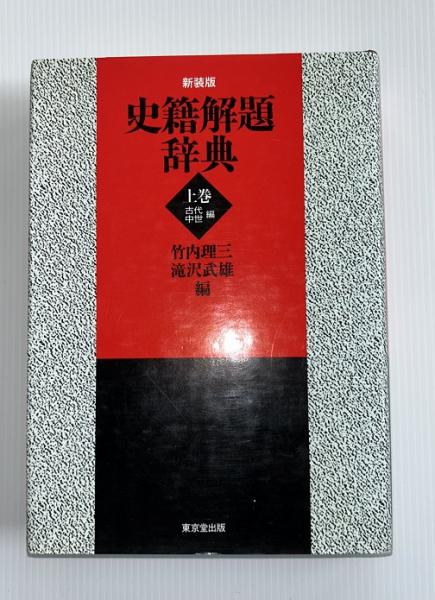 新装版
史籍解題
辞典
上巻
古代
中世 編
竹内理三
滝沢武雄
編
東京堂出版